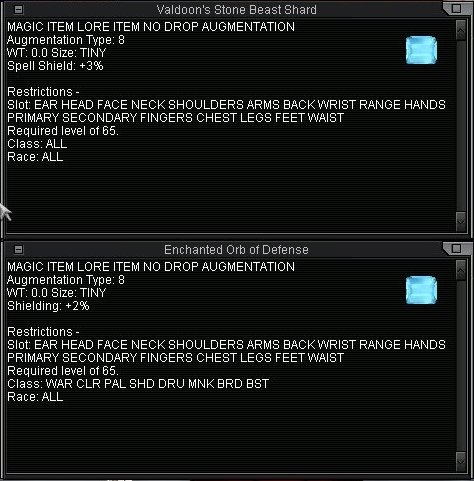 Valdoon's Stone Beast Shard
MAGIC ITEM LORE ITEM NO DROP AUGMENTATION
Augmentation Type: 8
WT: 0.0 Size: TINY
Spell Shield: +3%
Restrictions -
Slot: EAR HEAD FACE NECK SHOULDERS ARMS BACK WRIST RANGE HANDS
PRIMARY SECONDARY FINGERS CHEST LEGS FEET WAIST
Required level of 65.
Class: ALL
Race: ALL
Enchanted Orb of Defense
MAGIC ITEM LORE ITEM NO DROP AUGMENTATION
Augmentation Type: 8
WT: 0.0 Size: TINY
Shielding: +2%
Restrictions -
Slot: EAR HEAD FACE NECK SHOULDERS ARMS BACK WRIST RANGE HANDS
PRIMARY SECONDARY FINGERS CHEST LEGS FEET WAIST
Required level of 65.
Class: WAR CLR PAL SHD DRU MNK BRD BST
Race: ALL